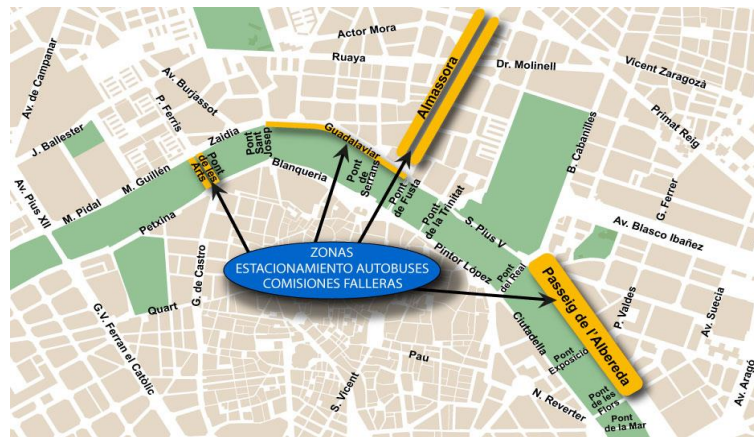 Actor Mora
Ruaya
Almassora
Dr. Molinell
Vicent Zaragozà
Primat Reig
Av. de Campanar
Av. Burjassot
P. Ferris
J. Ballester
Zaidia
Pont
Sant
Josep
Guadalaviar
Pont
de les
Arts
Blanqueria
Pont
de
Serrans
Pont
de Fusta
Pont
de la Trinitat
B. Cabanilles
G. Ferrer
M. Guillén
M. Pidal
Av. Pius XII
Petxina
S. Pius V
Av. Blasco Ibañez
ZONAS
ESTACIONAMIENTO AUTOBUSES
COMISIONES FALLERAS
Pintor López
Pont
del Real
Passeig de l'Albereda
P. Valdes
Av. Suecia
G. de Castro
Quart
G.V. Ferran el Catòlic
Ciutadella
Pont
Exposició
Pau
S. Vicent
N. Reverter
Pont
de les
Flors
Pont
de la Mar
Av. Aragó